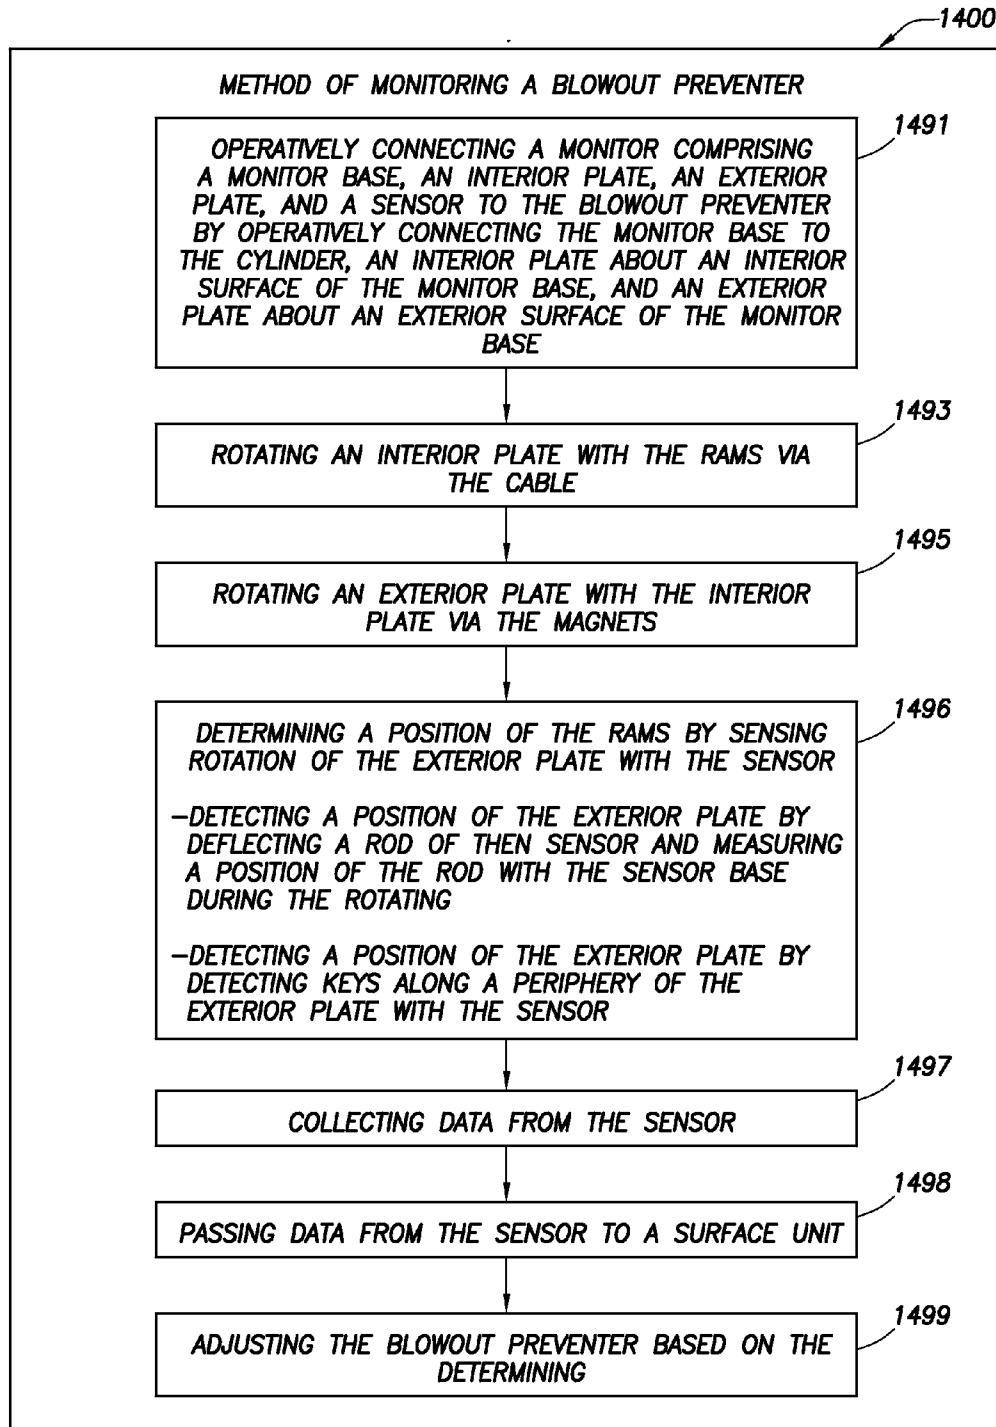 1400
METHOD OF MONITORING A BLOWOUT PREVENTER
1491
OPERATIVELY CONNECTING A MONITOR COMPRISING
A MONITOR BASE, AN INTERIOR PLATE, AN EXTERIOR
PLATE, AND A SENSOR TO THE BLOWOUT PREVENTER
BY OPERATIVELY CONNECTING THE MONITOR BASE TO
THE CYLINDER, AN INTERIOR PLATE ABOUT AN INTERIOR
SURFACE OF THE MONITOR BASE, AND AN EXTERIOR
PLATE ABOUT AN EXTERIOR SURFACE OF THE MONITOR
BASE
1493
ROTATING AN INTERIOR PLATE WITH THE RAMS VIA
THE CABLE
1495
ROTATING AN EXTERIOR PLATE WITH THE INTERIOR
PLATE VIA THE MAGNETS
1496
DETERMINING A POSITION OF THE RAMS BY SENSING
ROTATION OF THE EXTERIOR PLATE WITH THE SENSOR
-DETECTING A POSITION OF THE EXTERIOR PLATE BY
DEFLECTING A ROD OF THEN SENSOR AND MEASURING
A POSITION OF THE ROD WITH THE SENSOR BASE
DURING THE ROTATING
-DETECTING A POSITION OF THE EXTERIOR PLATE BY
DETECTING KEYS ALONG A PERIPHERY OF THE
EXTERIOR PLATE WITH THE SENSOR
1497
COLLECTING DATA FROM THE SENSOR
1498
PASSING DATA FROM THE SENSOR TO A SURFACE UNIT
1499
ADJUSTING THE BLOWOUT PREVENTER BASED ON THE
DETERMINING